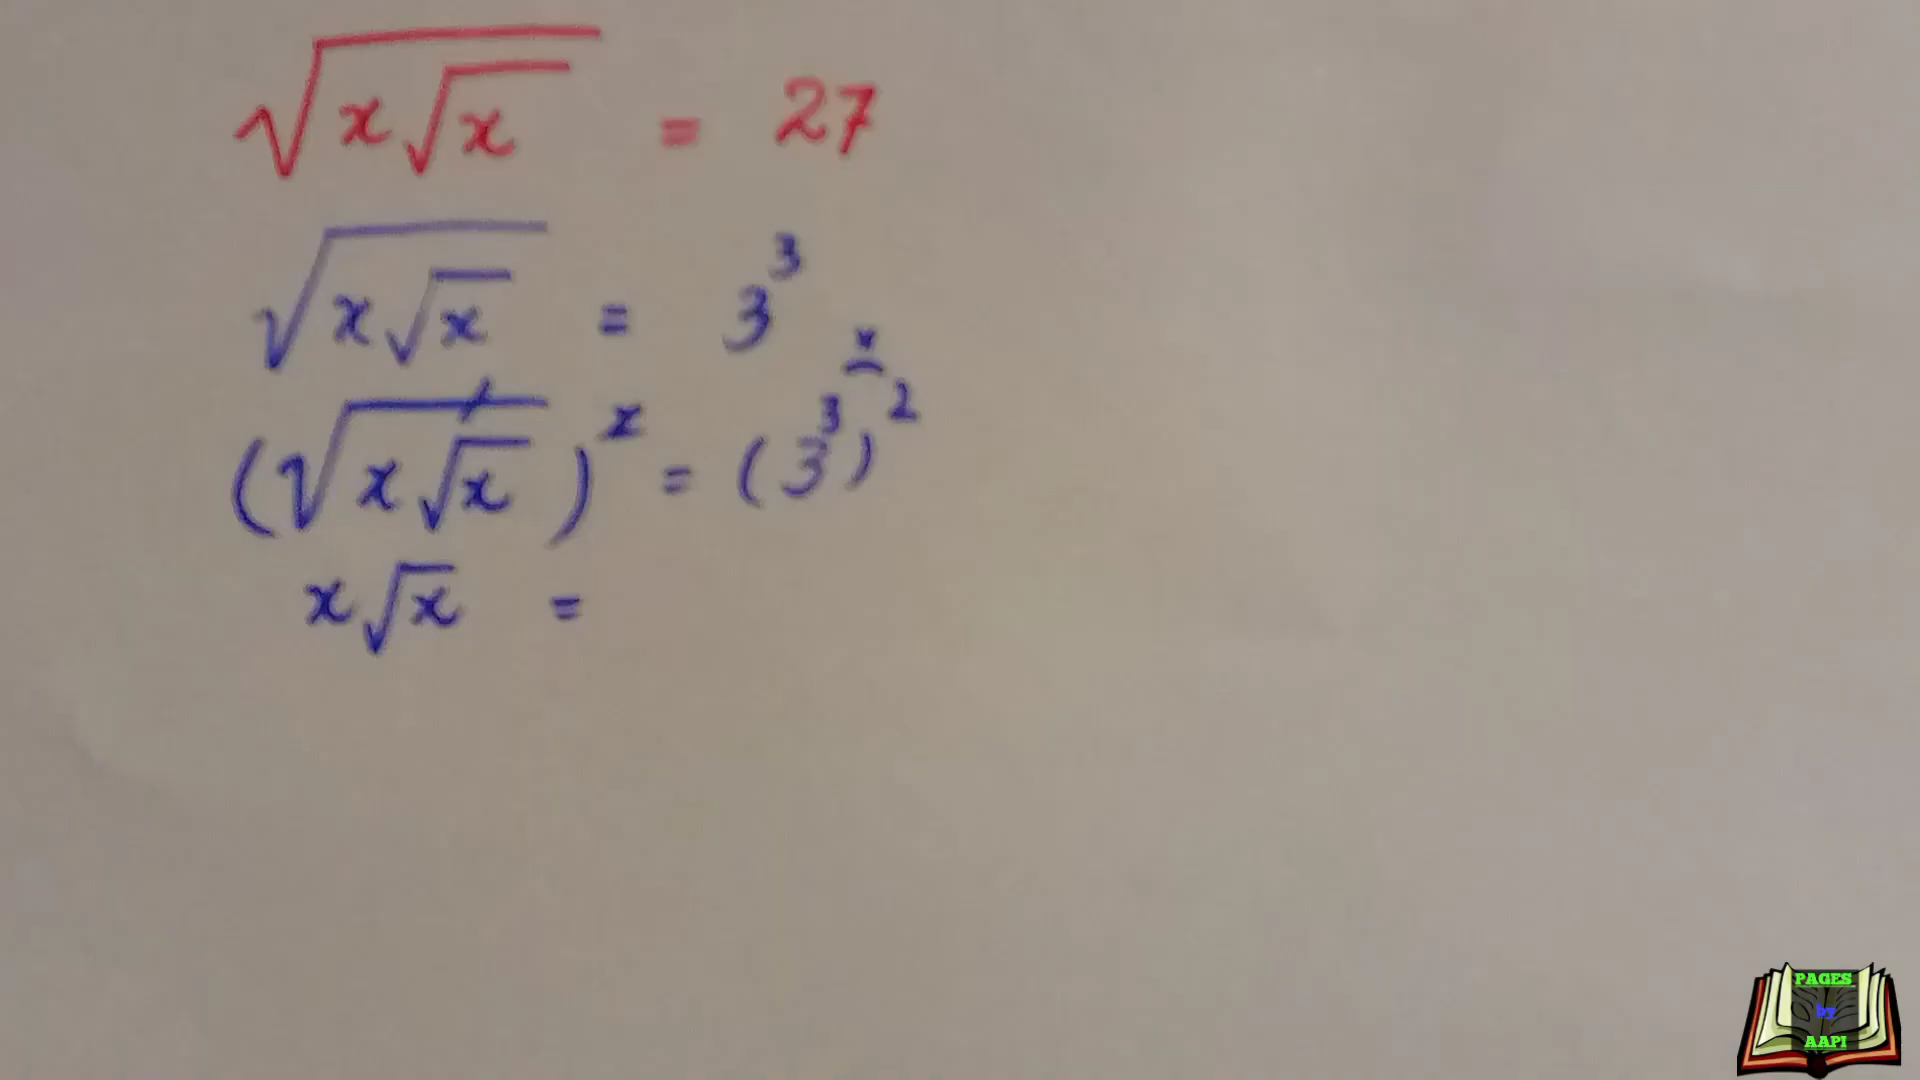 √(x√x) = 27
√(x√x) = 3³
(√(x√x))² = (3³)^×2
x√x =
PAGES
by
AAPI